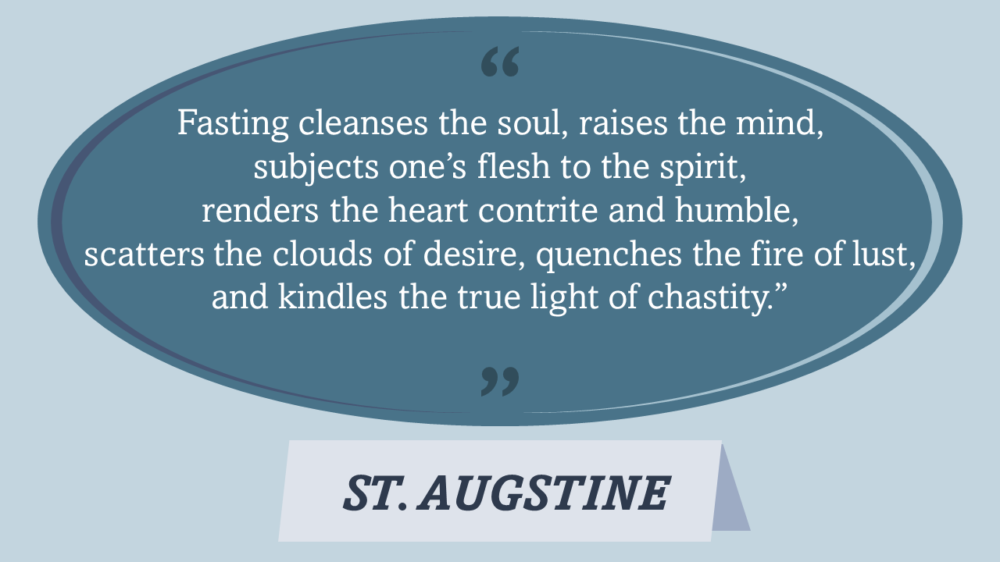 “
Fasting cleanses the soul, raises the mind,
subjects one’s flesh to the spirit,
renders the heart contrite and humble,
scatters the clouds of desire, quenches the fire of lust,
and kindles the true light of chastity.”
”
ST. AUGSTINE